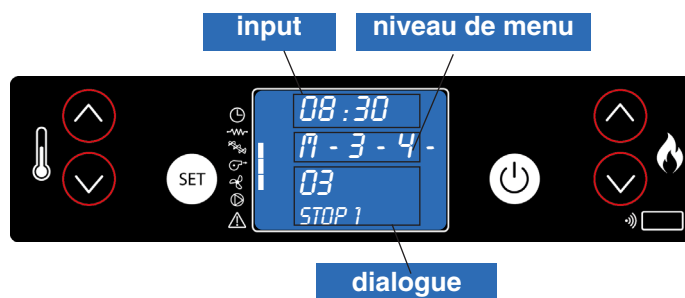 input niveau de menu
08:30
M - 3 - 4 -
SET
03
STOP 1
dialogue